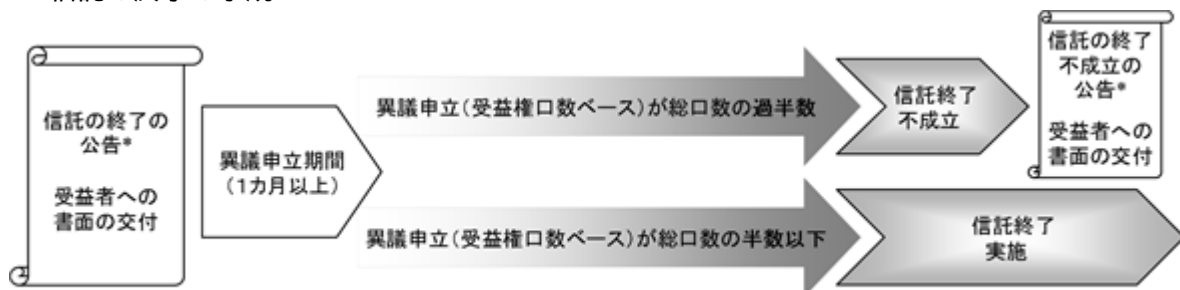 信託の終了の
公告*
受益者への
書面の交付
異議申立期間
（1カ月以上）
異議申立（受益権口数ベース）が総口数の過半数
信託終了
不成立
信託の終了
不成立の
公告*
受益者への
書面の交付
異議申立（受益権口数ベース）が総口数の半数以下
信託終了
実施